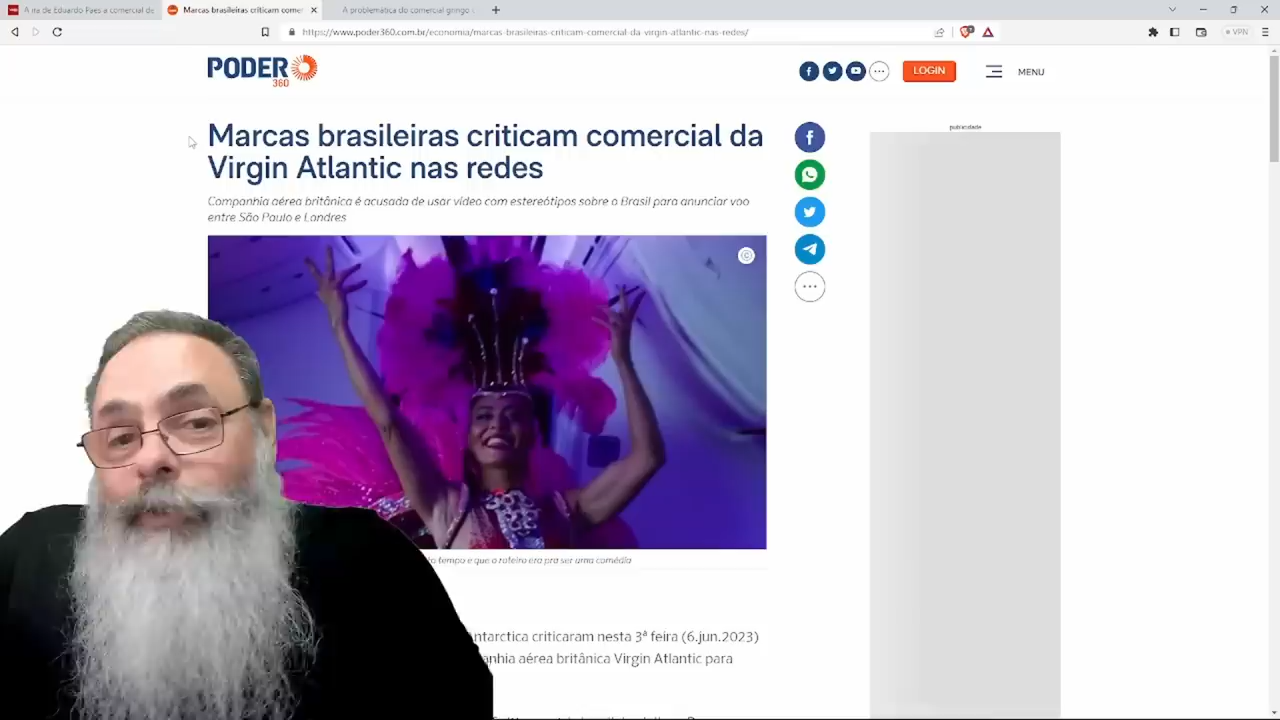 A ira de Eduardo Paes a comercial de
Marcas brasileiras criticam comer
A problemática do comercial gringo
VPN
https://www.poder360.com.br/economia/marcas-brasileiras-criticam-comercial-da-virgin-atlantic-nas-redes/
PODER
360
LOGIN
MENU
publicidade
Marcas brasileiras criticam comercial da
Virgin Atlantic nas redes
Companhia aérea britânica é acusada de usar vídeo com estereótipos sobre o Brasil para anunciar voo
entre São Paulo e Londres
tempo e que o roteiro era pra ser uma comédia
ntarctica criticaram nesta 3ª feira (6.jun.2023)
anhia aérea britânica Virgin Atlantic para